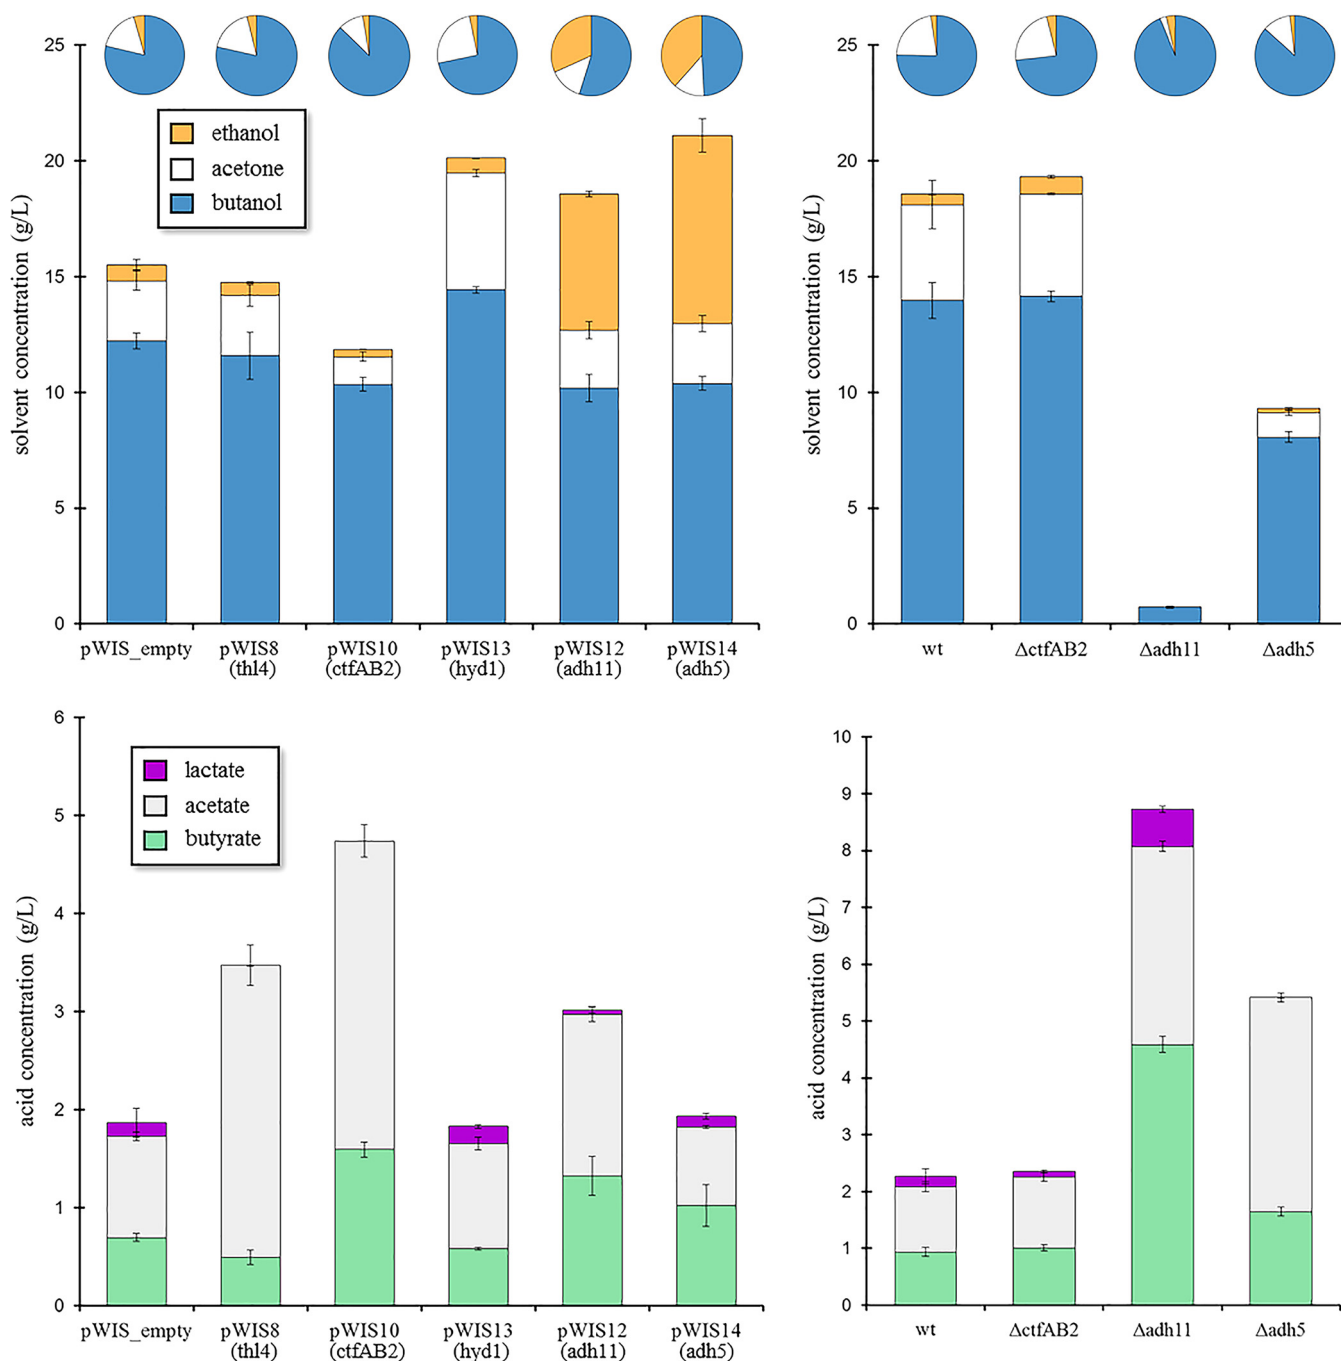 25
20
15
10
5
0
solvent concentration (g/L)
ethanol
acetone
butanol
pWIS_empty
pWIS8
(thl4)
pWIS10
(ctfAB2)
pWIS13
(hyd1)
pWIS12
(adh11)
pWIS14
(adh5)
25
20
15
10
5
0
solvent concentration (g/L)
wt
ΔctfAB2
Δadh11
Δadh5
6
5
4
3
2
1
0
acid concentration (g/L)
lactate
acetate
butyrate
pWIS_empty
pWIS8
(thl4)
pWIS10
(ctfAB2)
pWIS13
(hyd1)
pWIS12
(adh11)
pWIS14
(adh5)
10
9
8
7
6
5
4
3
2
1
0
acid concentration (g/L)
wt
ΔctfAB2
Δadh11
Δadh5